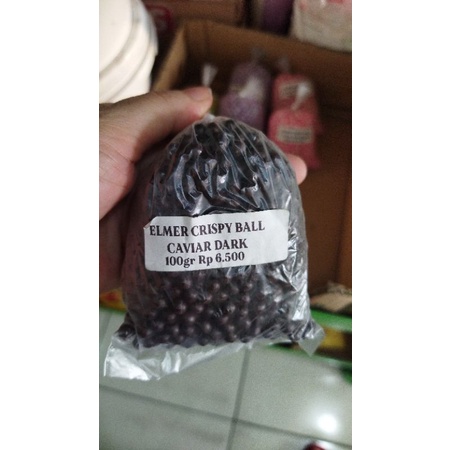 ELMER CRISPY BALL
CAVIAR DARK
100gr Rp 6.500